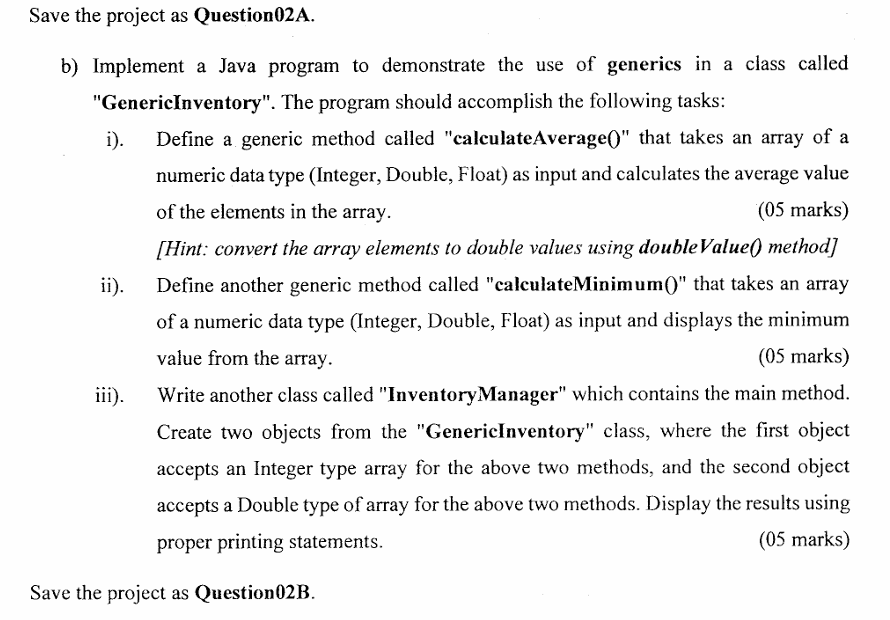 Save the project as Question02A.
b) Implement a Java program to demonstrate the use of generics in a class called
"GenericInventory". The program should accomplish the following tasks:
i). Define a generic method called "calculateAverage()" that takes an array of a
numeric data type (Integer, Double, Float) as input and calculates the average value
of the elements in the array. (05 marks)
[Hint: convert the array elements to double values using doubleValue() method]
ii). Define another generic method called "calculateMinimum()" that takes an array
of a numeric data type (Integer, Double, Float) as input and displays the minimum
value from the array. (05 marks)
iii). Write another class called "InventoryManager" which contains the main method.
Create two objects from the "GenericInventory" class, where the first object
accepts an Integer type array for the above two methods, and the second object
accepts a Double type of array for the above two methods. Display the results using
proper printing statements. (05 marks)
Save the project as Question02B.